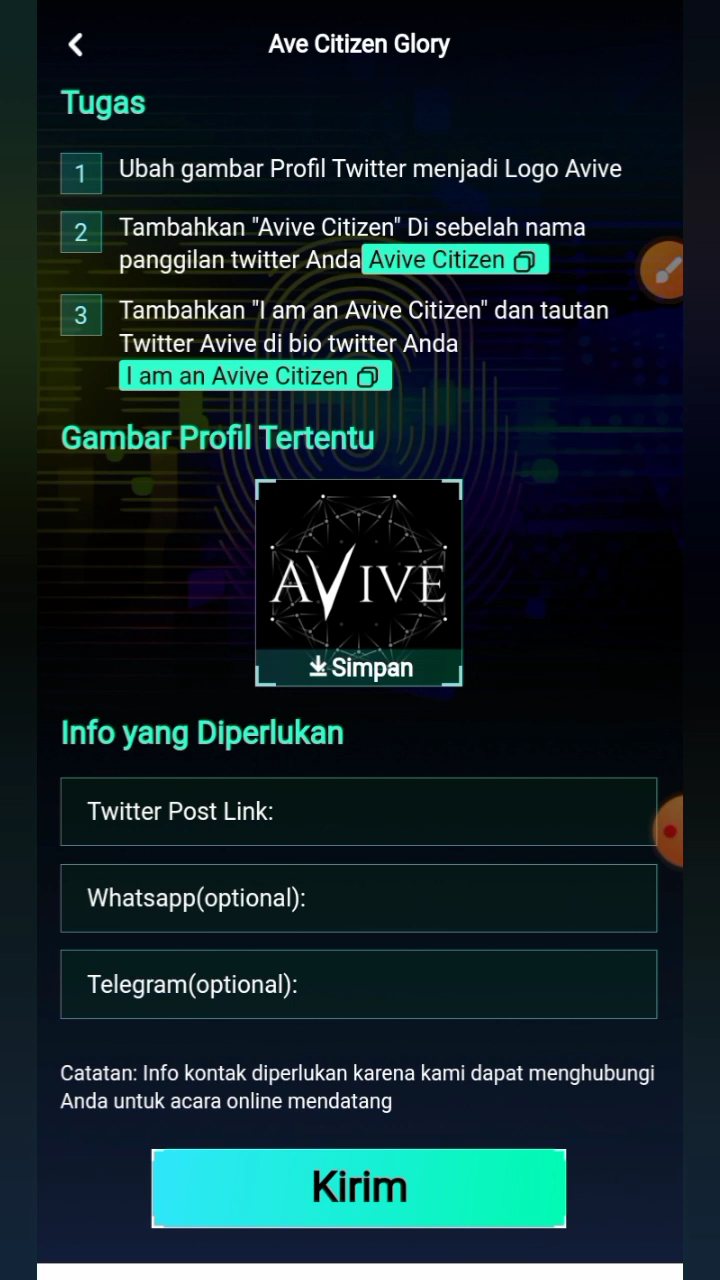 Ave Citizen Glory
Tugas
1 Ubah gambar Profil Twitter menjadi Logo Avive
2 Tambahkan "Avive Citizen" Di sebelah nama
panggilan twitter Anda Avive Citizen
3 Tambahkan "I am an Avive Citizen" dan tautan
Twitter Avive di bio twitter Anda
I am an Avive Citizen
Gambar Profil Tertentu
AVIVE
Simpan
Info yang Diperlukan
Twitter Post Link:
Whatsapp(optional):
Telegram(optional):
Catatan: Info kontak diperlukan karena kami dapat menghubungi
Anda untuk acara online mendatang
Kirim